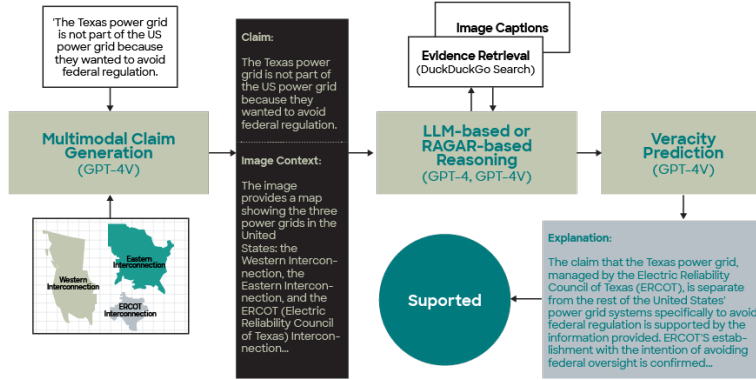 'The Texas power grid
is not part of the US
power grid because
they wanted to avoid
federal regulation.
Multimodal Claim
Generation
(GPT-4V)
Western
Interconnection
Eastern
Interconnection
ERCOT
Interconnection
Claim:
The Texas power
grid is not part of
the US power grid
because they
wanted to avoid
federal regulation.
Image Context:
The image
provides a map
showing the three
power grids in the
United
States: the
Western Intercon-
nection, the
Eastern Intercon-
nection, and the
ERCOT (Electric
Reliability Council
of Texas) Intercon-
nection...
Image Captions
Evidence Retrieval
(DuckDuckGo Search)
LLM-based or
RAGAR-based
Reasoning
(GPT-4, GPT-4V)
Veracity
Prediction
(GPT-4V)
Explanation:
The claim that the Texas power grid,
managed by the Electric Reliability
Council of Texas (ERCOT), is separate
from the rest of the United States'
power grid systems specifically to avoid
federal regulation is supported by the
information provided. ERCOT'S estab-
lishment with the intention of avoiding
federal oversight is confirmed...
Suported